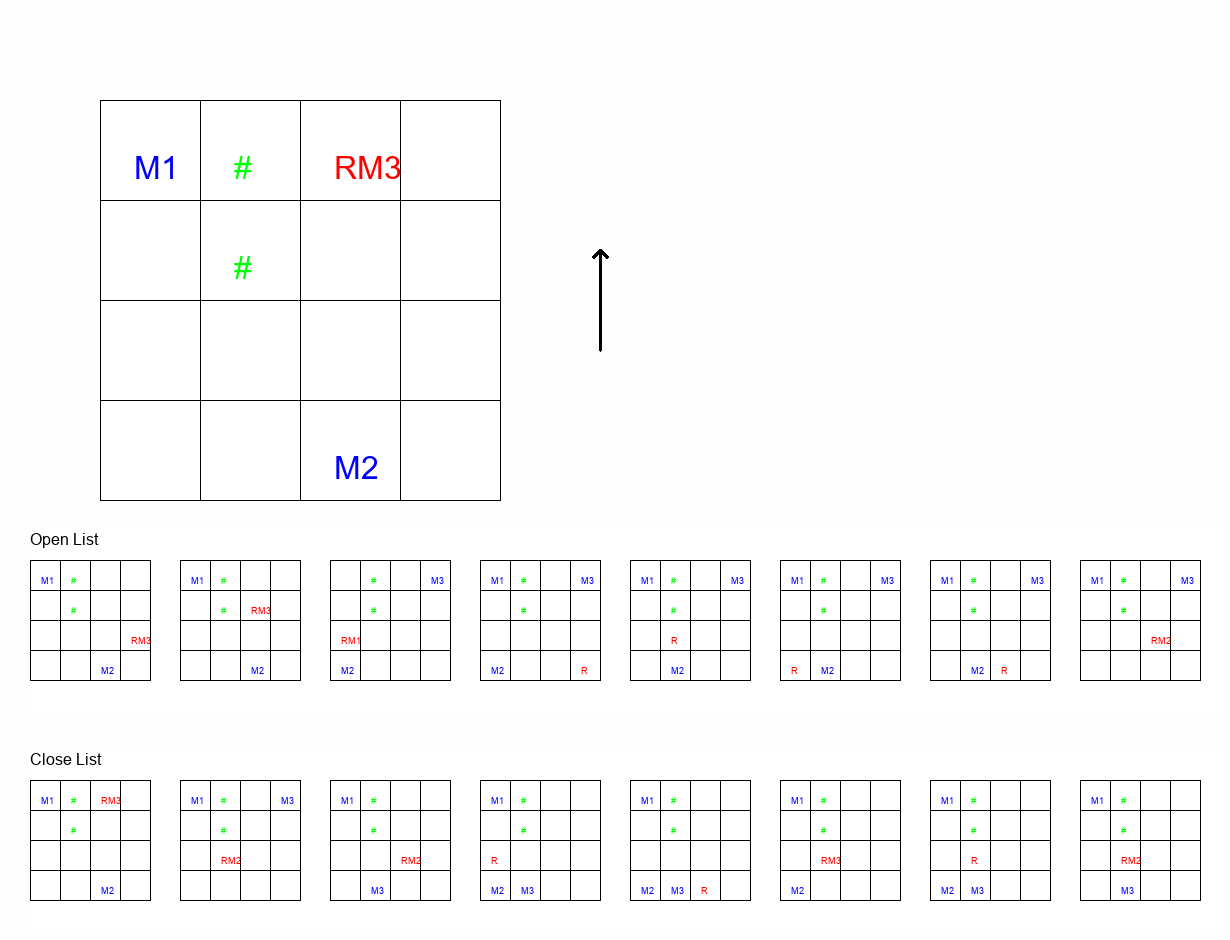 M1 # RM3
#
M2
Open List
M1 # M1 # # M3 M1 # M3 M1 # M3 M1 # M3 M1 # M3 M1 # M3
# # RM3 # # # # # #
RM3 RM1 R RM2
M2 M2 M2 M2 R M2 R M2 M2 R
Close List
M1 # RM3 M1 # M3 M1 # M1 # M1 # M1 # M1 # M1 #
# # # # # # # #
RM2 RM2 R RM3 R RM2
M2 M3 M2 M3 M2 M3 R M2 M2 M3 M3